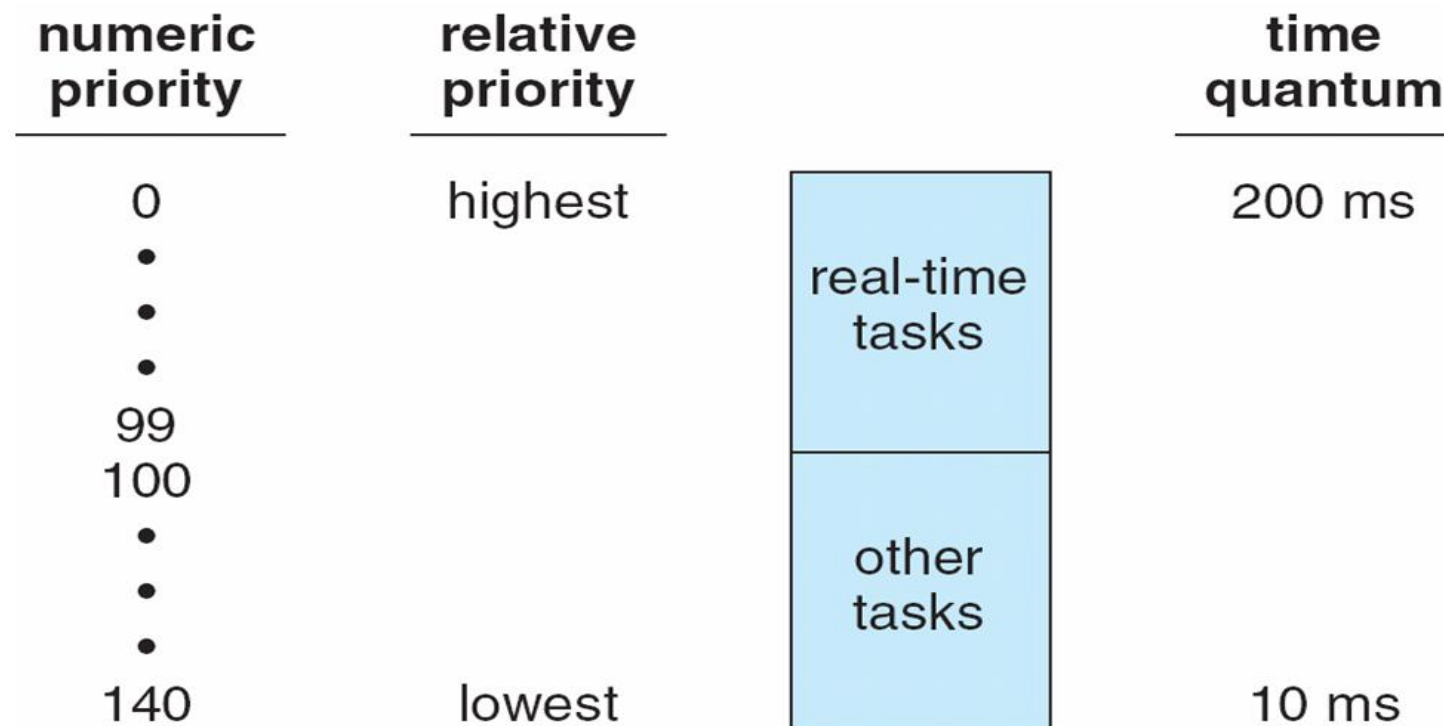 numeric priority
relative priority
time quantum
0 highest 200 ms
real-time
tasks
99
100
other
tasks
140 lowest 10 ms